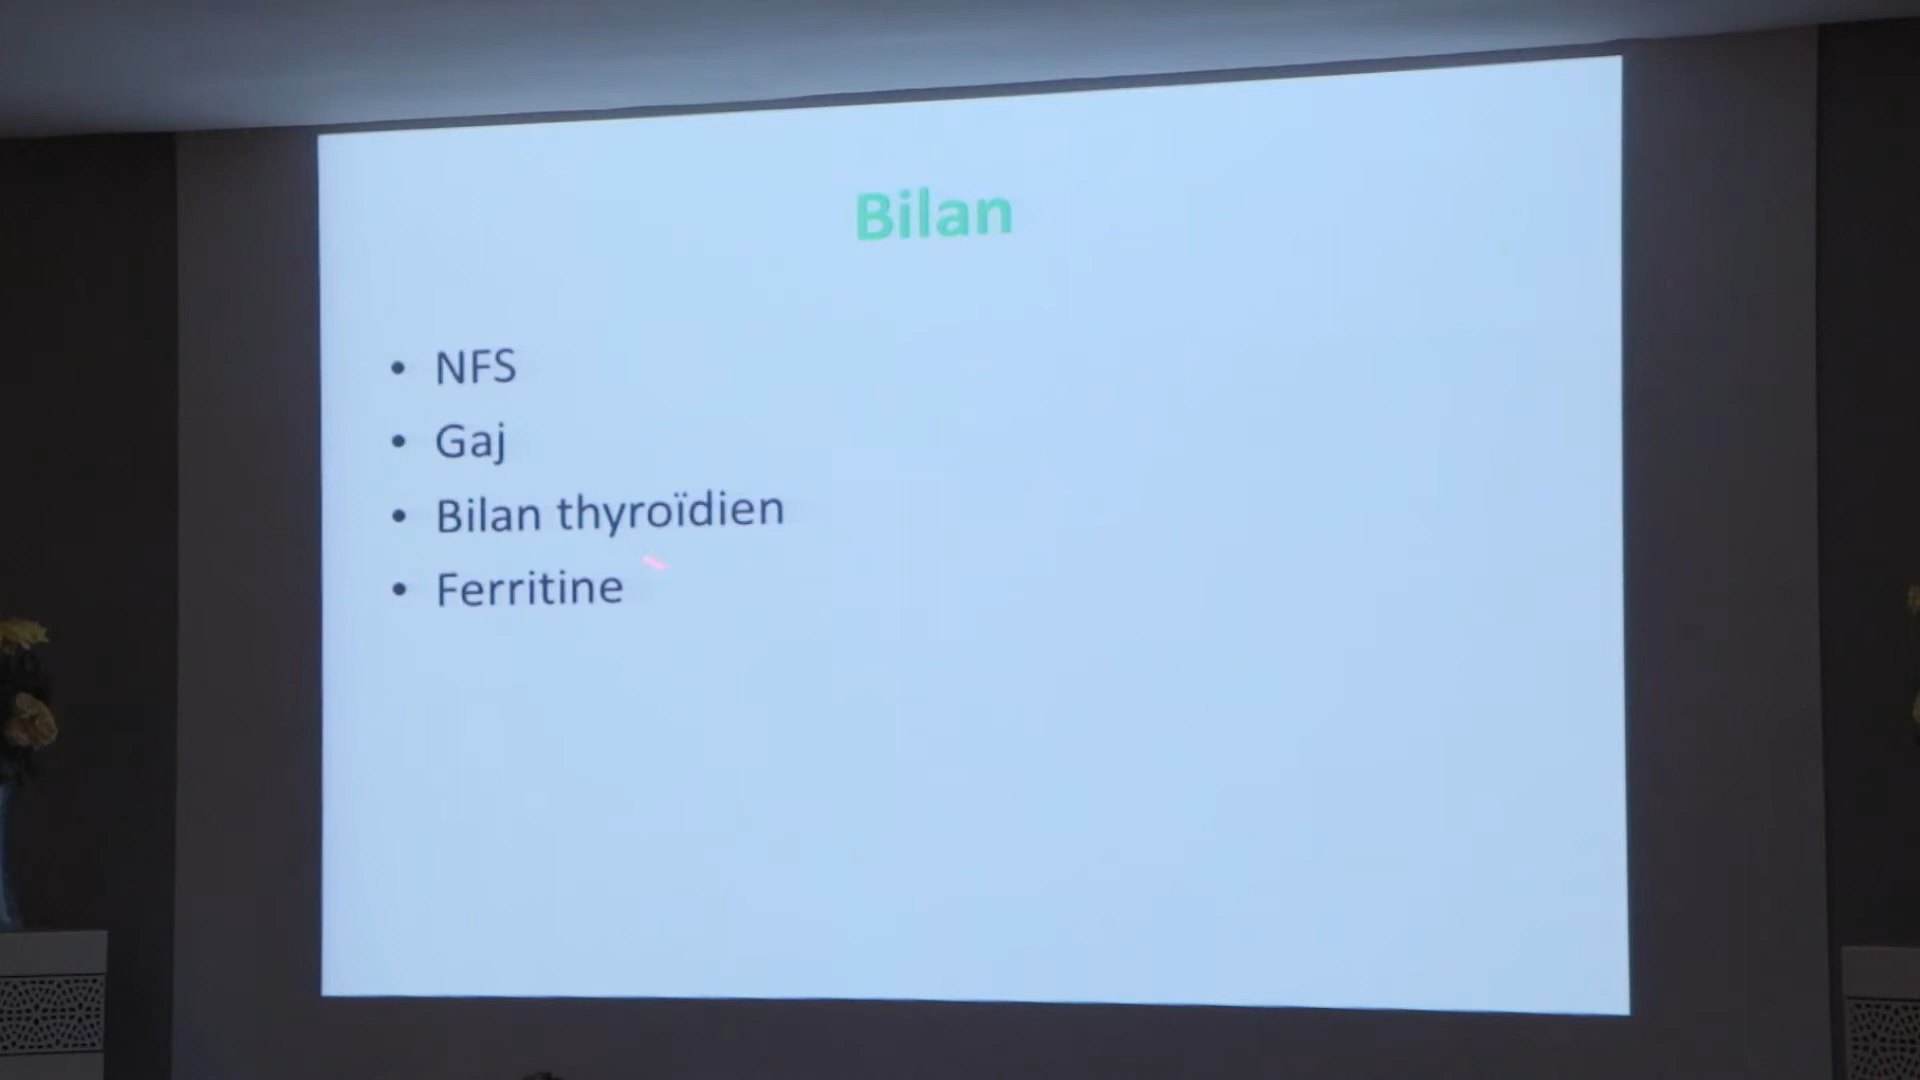 Bilan
• NFS
• Gaj
• Bilan thyroïdien
• Ferritine